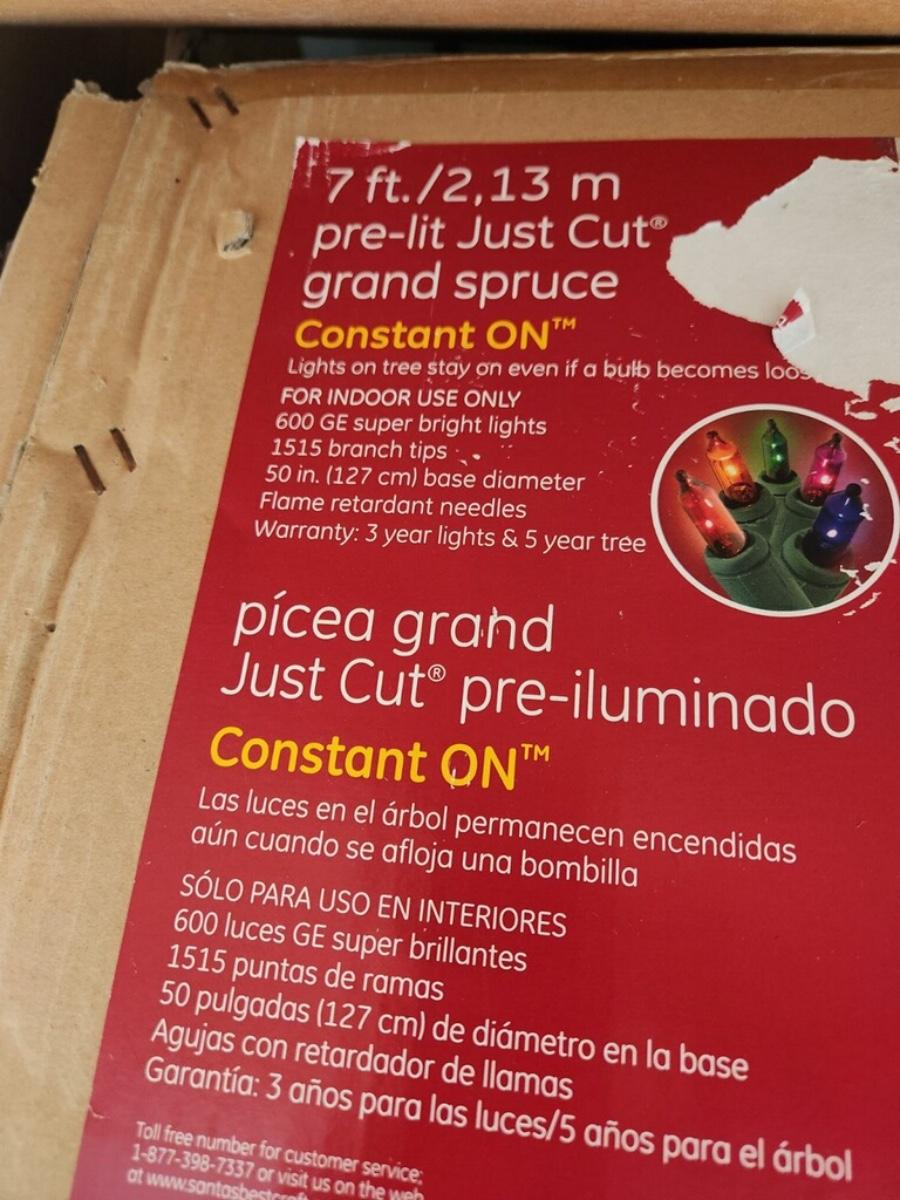 7 ft./2,13 m
pre-lit Just Cut®
grand spruce
Constant ON™
Lights on tree stay on even if a bulb becomes
FOR INDOOR USE ONLY
600 GE super bright lights
1515 branch tips
50 in. (127 cm) base diameter
Flame retardant needles
Warranty: 3 year lights & 5 year tree
pícea grand
Just Cut® pre-iluminado
Constant ON™
Las luces en el árbol permanecen encendidas
aún cuando se afloja una bombilla
SÓLO PARA USO EN INTERIORES
600 luces GE super brillantes
1515 puntas de ramas
50 pulgadas (127 cm) de diámetro en la base
Agujas con retardador de llamas
Garantía: 3 años para las luces/5 años para el árbol
Toll free number for customer service:
1-877-398-7337 or visit us on the web
at